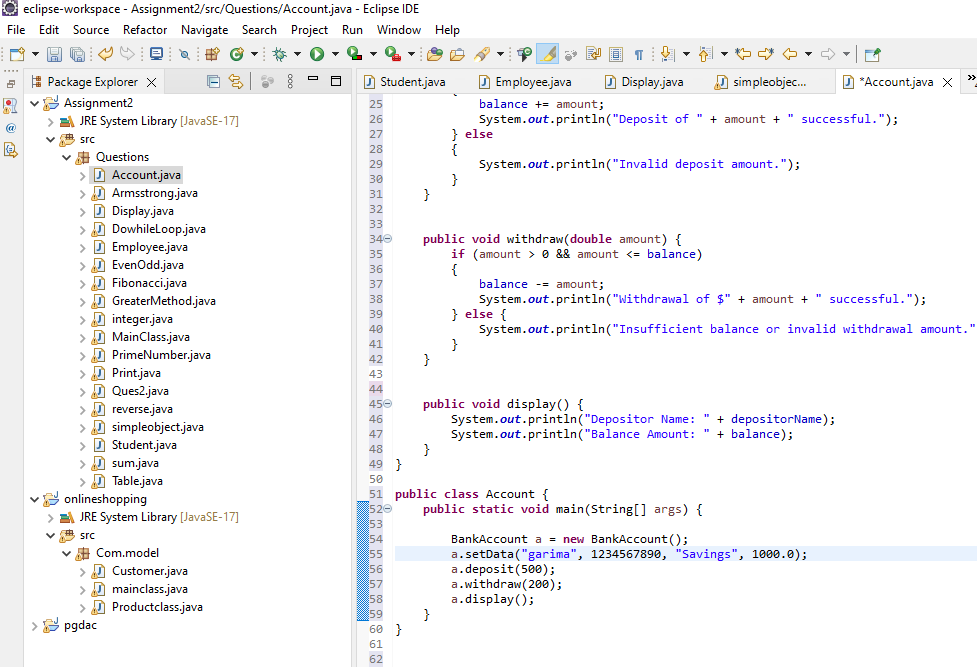 eclipse-workspace - Assignment2/src/Questions/Account.java - Eclipse IDE
File Edit Source Refactor Navigate Search Project Run Window Help
Package Explorer
Student.java Employee.java Display.java simpleobjec... *Account.java
Assignment2
JRE System Library [JavaSE-17]
src
Questions
Account.java
Armsstrong.java
Display.java
DowhileLoop.java
Employee.java
EvenOdd.java
Fibonacci.java
GreaterMethod.java
integer.java
MainClass.java
PrimeNumber.java
Print.java
Ques2.java
reverse.java
simpleobject.java
Student.java
sum.java
Table.java
onlineshopping
JRE System Library [JavaSE-17]
src
Com.model
Customer.java
mainclass.java
Productclass.java
pgdac
25 balance += amount;
26 System.out.println("Deposit of " + amount + " successful.");
27 } else
28 {
29 System.out.println("Invalid deposit amount.");
30 }
31 }
32
33
34 public void withdraw(double amount) {
35 if (amount > 0 && amount <= balance)
36 {
37 balance -= amount;
38 System.out.println("Withdrawal of $" + amount + " successful.");
39 } else {
40 System.out.println("Insufficient balance or invalid withdrawal amount."
41 }
42 }
43
44
45 public void display() {
46 System.out.println("Depositor Name: " + depositorName);
47 System.out.println("Balance Amount: " + balance);
48 }
49 }
50
51 public class Account {
52 public static void main(String[] args) {
53
54 BankAccount a = new BankAccount();
55 a.setData("garima", 1234567890, "Savings", 1000.0);
56 a.deposit(500);
57 a.withdraw(200);
58 a.display();
59 }
60 }
61
62